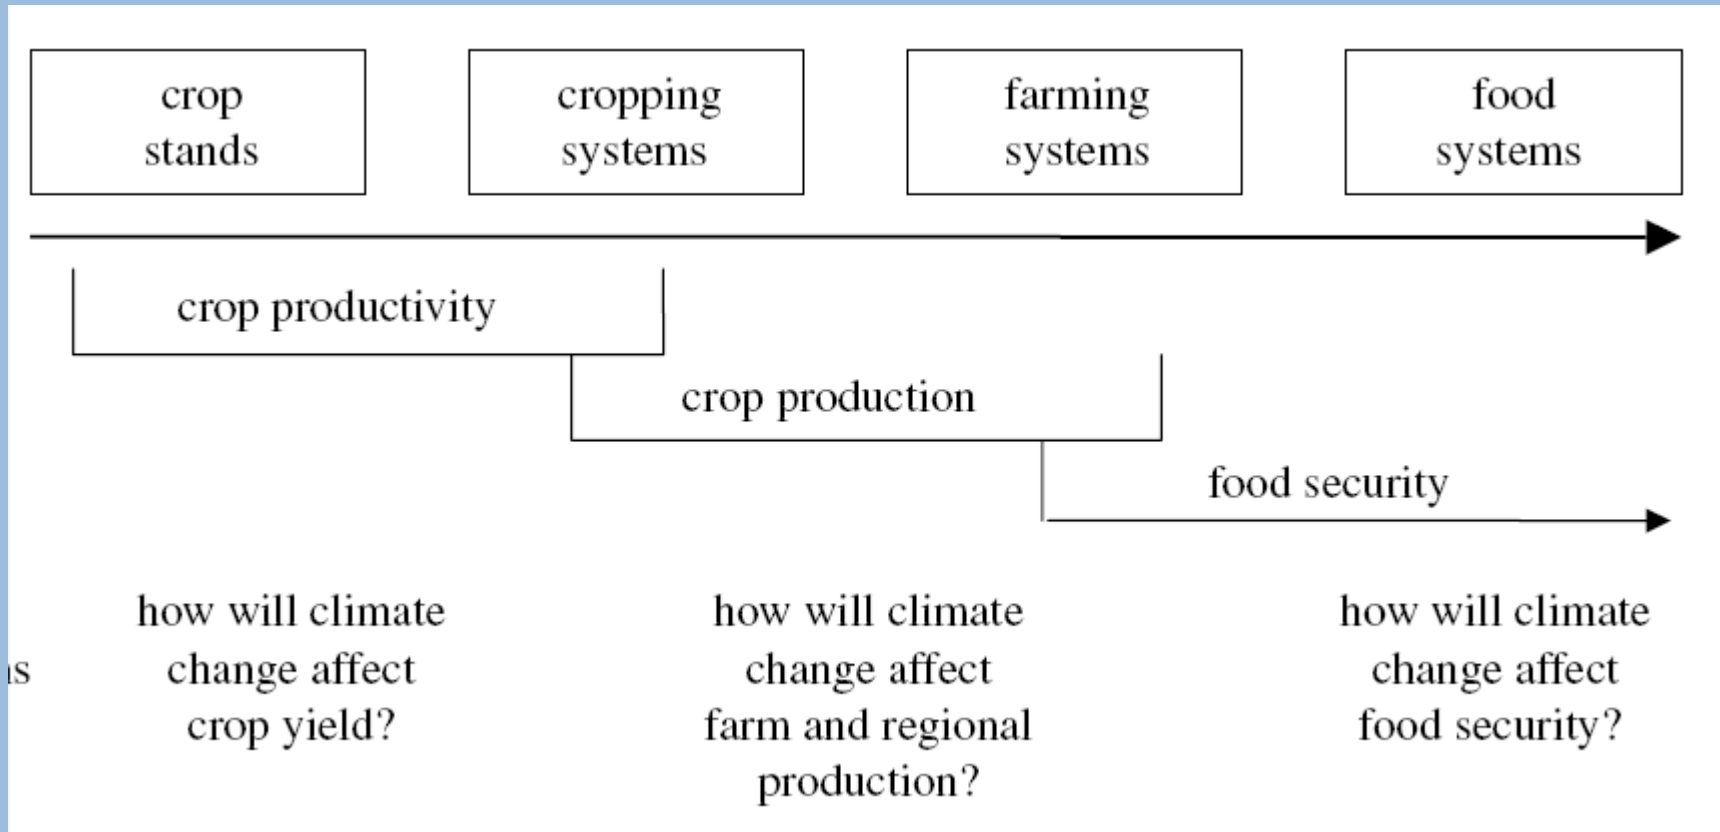 crop
stands
cropping
systems
farming
systems
food
systems
crop productivity
crop production
food security
how will climate
change affect
crop yield?
how will climate
change affect
farm and regional
production?
how will climate
change affect
food security?